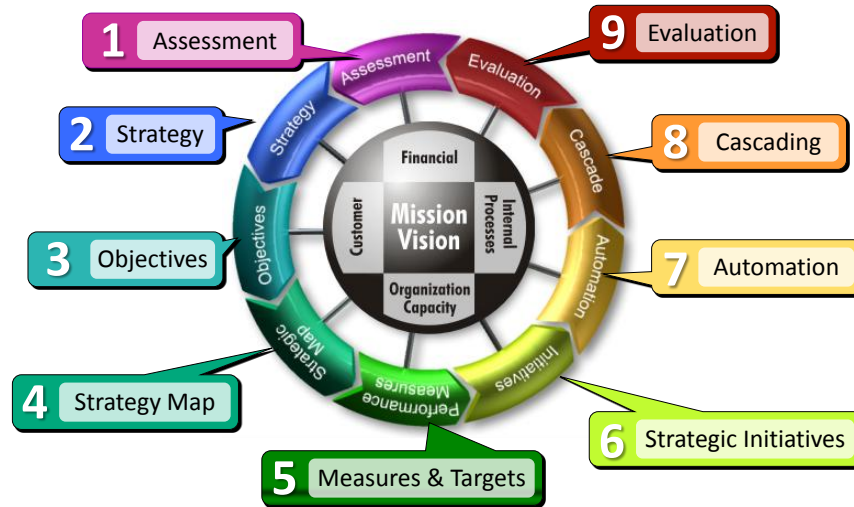 1 Assessment
2 Strategy
3 Objectives
4 Strategy Map
5 Measures & Targets
6 Strategic Initiatives
7 Automation
8 Cascading
9 Evaluation
Assessment
Strategy
Objectives
Strategic
Map
Performance
Measures
Initiatives
Automation
Cascade
Evaluation
Financial
Customer
Mission
Vision
Internal
Processes
Organization
Capacity